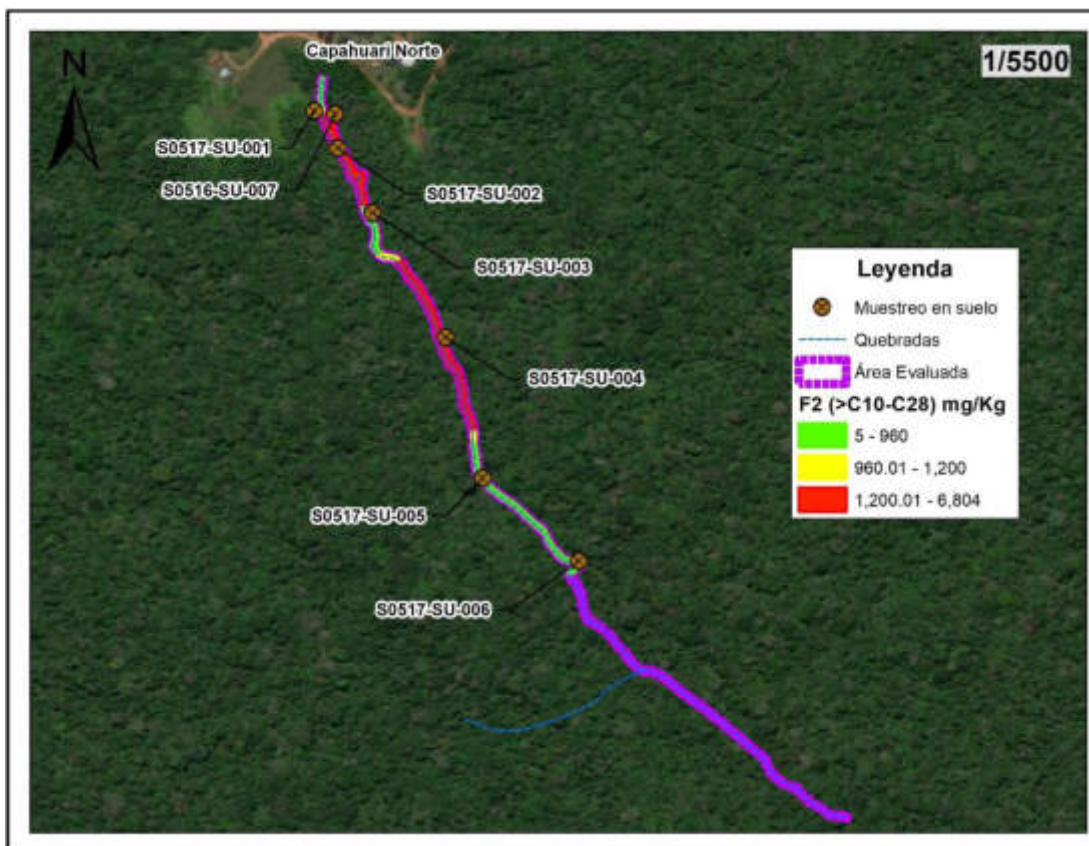 Capahuari Norte
1/5500
N
S0517-SU-001
S0516-SU-007
S0517-SU-002
S0517-SU-003
S0517-SU-004
S0517-SU-005
S0517-SU-006
Leyenda
Muestreo en suelo
Quebradas
Área Evaluada
F2 (>C10-C28) mg/Kg
5 - 960
960.01 - 1,200
1,200.01 - 6,804